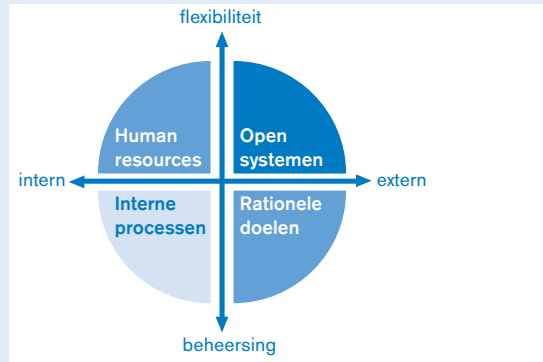 flexibiliteit
Human
resources
Open
systemen
intern
extern
Interne
processen
Rationele
doelen
beheersing